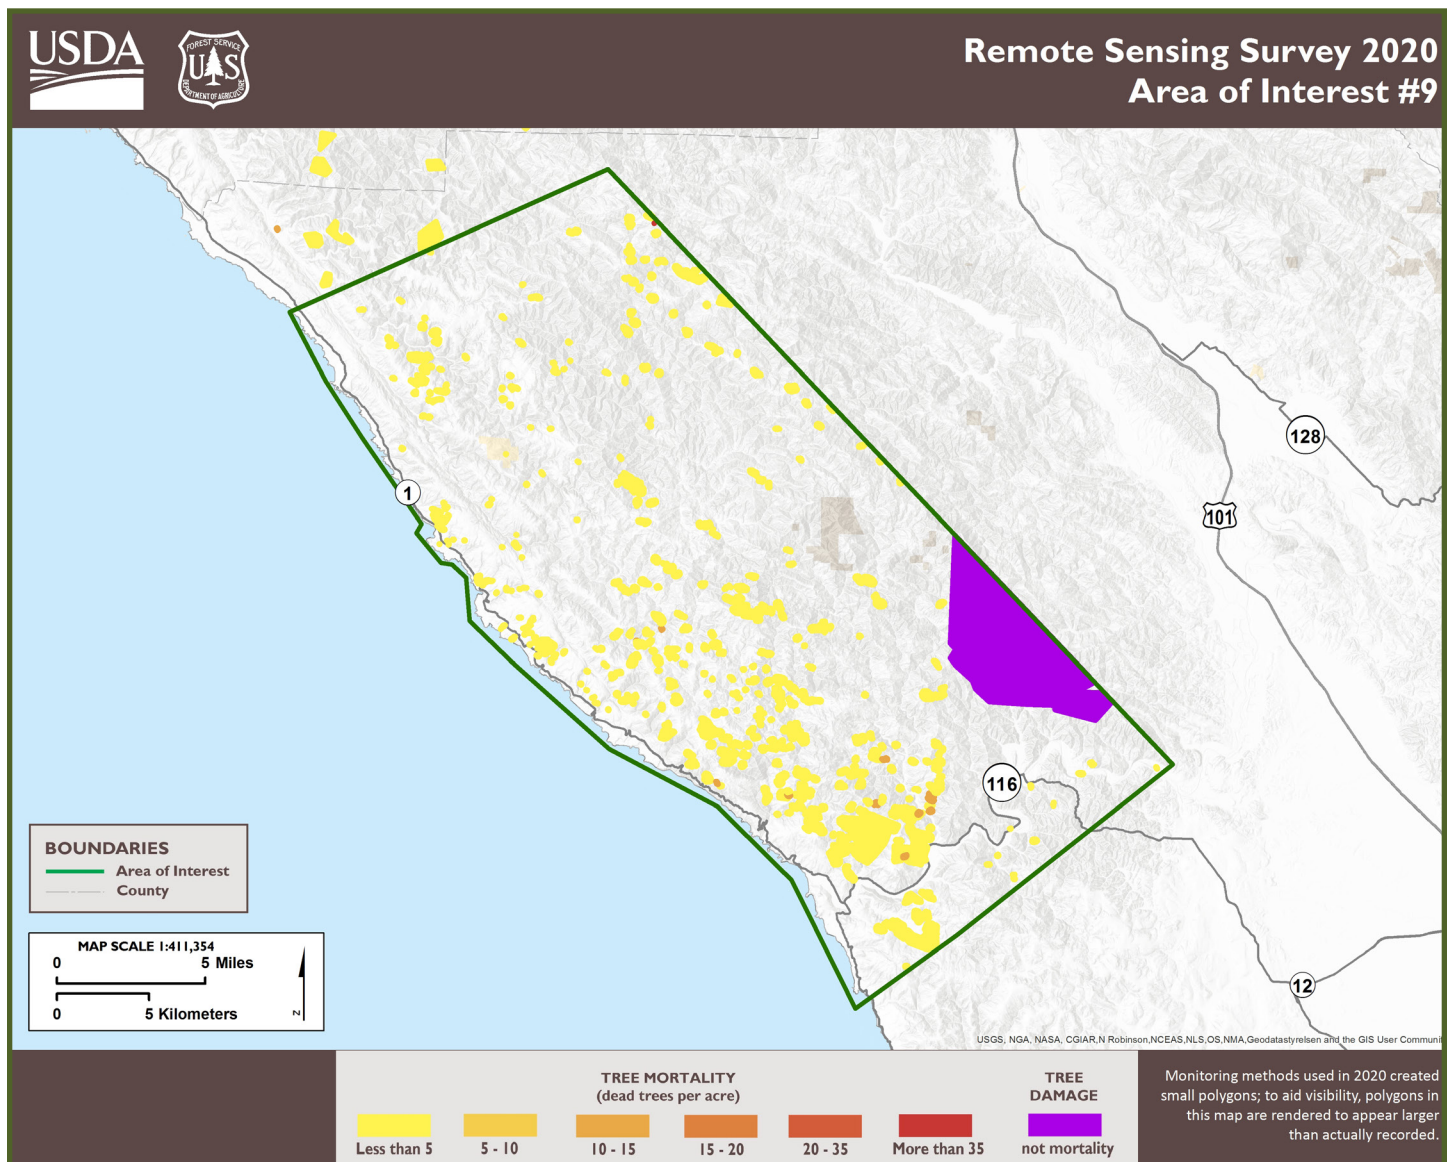 USDA
FOREST SERVICE
U S
DEPARTMENT OF AGRICULTURE
Remote Sensing Survey 2020
Area of Interest #9
128
101
1
116
12
BOUNDARIES
Area of Interest
County
MAP SCALE 1:411,354
0 5 Miles
0 5 Kilometers
N
USGS, NGA, NASA, CGIAR,N Robinson,NCEAS,NLS,OS,NMA,Geodatastyrelsen and the GIS User Communi
TREE MORTALITY
(dead trees per acre)
Less than 5
5 - 10
10 - 15
15 - 20
20 - 35
More than 35
TREE
DAMAGE
not mortality
Monitoring methods used in 2020 created
small polygons; to aid visibility, polygons in
this map are rendered to appear larger
than actually recorded.